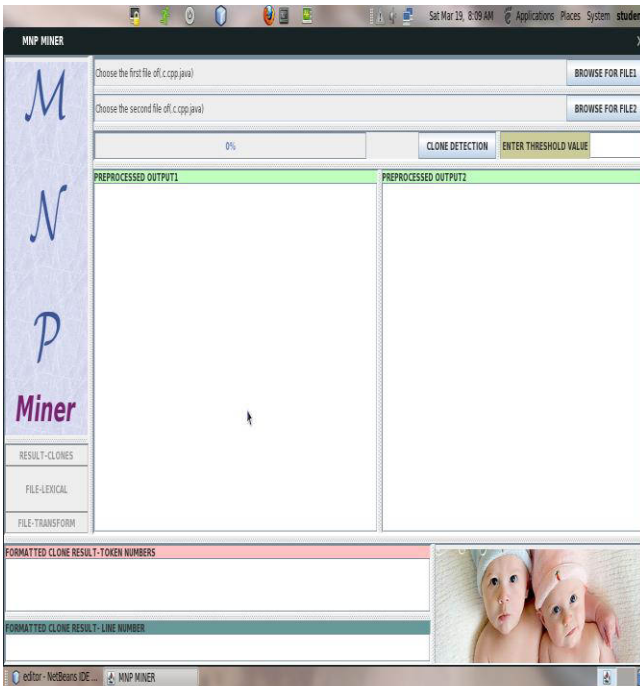 Sat Mar 19, 8:09 AM Applications Places System studen
MNP MINER
M
N
P
Miner
Choose the first file of(.c.cpp.java)
BROWSE FOR FILE1
Choose the second file of(.c.cpp.java)
BROWSE FOR FILE2
0%
CLONE DETECTION
ENTER THRESHOLD VALUE
PREPROCESSED OUTPUT1
PREPROCESSED OUTPUT2
RESULT-CLONES
FILE-LEXICAL
FILE-TRANSFORM
FORMATTED CLONE RESULT-TOKEN NUMBERS
FORMATTED CLONE RESULT- LINE NUMBER
editor - NetBeans IDE ...
MNP MINER